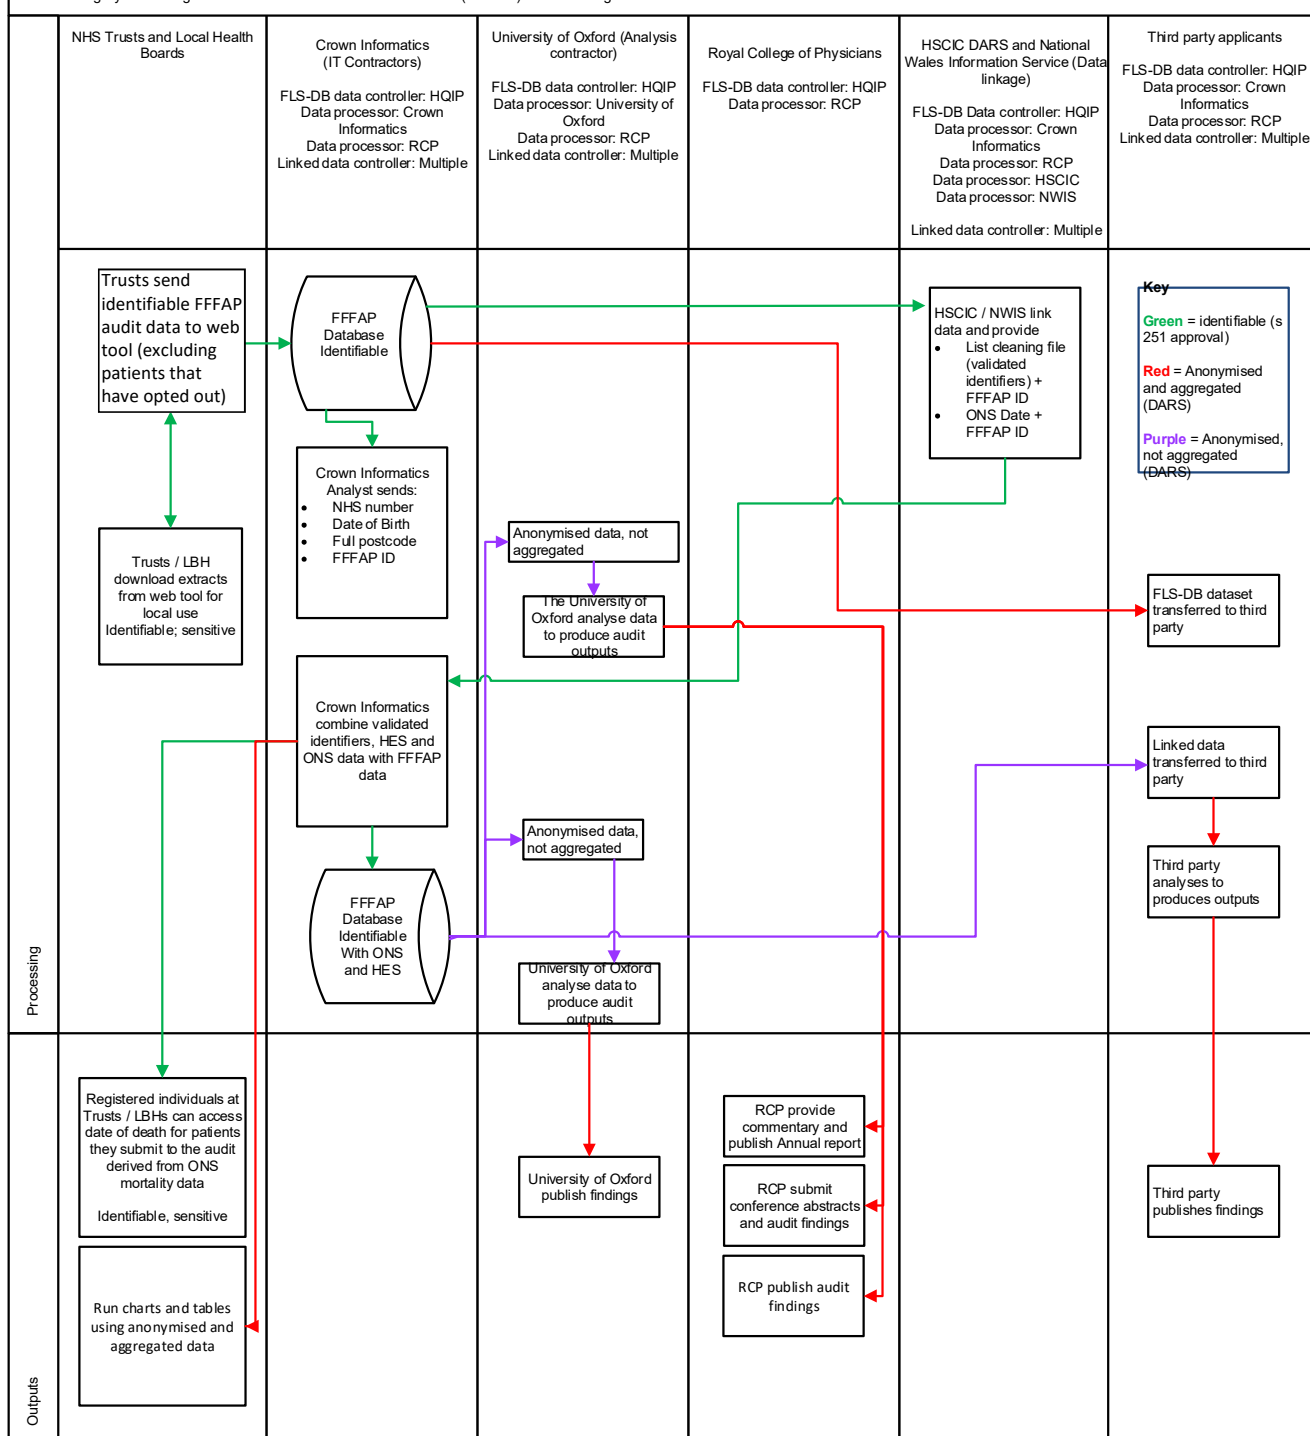 NHS Trusts and Local Health
Boards
Crown Informatics
(IT Contractors)
FLS-DB data controller: HQIP
Data processor: Crown
Informatics
Data processor: RCP
Linked data controller: Multiple
University of Oxford (Analysis
contractor)
FLS-DB data controller: HQIP
Data processor: University of
Oxford
Data processor: RCP
Linked data controller: Multiple
Royal College of Physicians
FLS-DB data controller: HQIP
Data processor: RCP
HSCIC DARS and National
Wales Information Service (Data
linkage)
FLS-DB Data controller: HQIP
Data processor: Crown
Informatics
Data processor: RCP
Data processor: HSCIC
Data processor: NWIS
Linked data controller: Multiple
Third party applicants
FLS-DB data controller: HQIP
Data processor: Crown
Informatics
Data processor: RCP
Linked data controller: Multiple
Processing
Trusts send
identifiable FFFAP
audit data to web
tool (excluding
patients that
have opted out)
Trusts / LBH
download extracts
from web tool for
local use
Identifiable; sensitive
FFFAP
Database
Identifiable
Crown Informatics
Analyst sends:
• NHS number
• Date of Birth
• Full postcode
• FFFAP ID
Crown Informatics
combine validated
identifiers, HES and
ONS data with FFFAP
data
FFFAP
Database
Identifiable
With ONS
and HES
Anonymised data, not
aggregated
The University of
Oxford analyse data
to produce audit
outputs
Anonymised data,
not aggregated
University of Oxford
analyse data to
produce audit
outputs
HSCIC / NWIS link
data and provide
• List cleaning file
(validated
identifiers) +
FFFAP ID
• ONS Date +
FFFAP ID
Key
Green = identifiable (s
251 approval)
Red = Anonymised
and aggregated
(DARS)
Purple = Anonymised,
not aggregated
(DARS)
FLS-DB dataset
transferred to third
party
Linked data
transferred to third
party
Third party
analyses to
produces outputs
Outputs
Registered individuals at
Trusts / LBHs can access
date of death for patients
they submit to the audit
derived from ONS
mortality data
Identifiable, sensitive
Run charts and tables
using anonymised and
aggregated data
University of Oxford
publish findings
RCP provide
commentary and
publish Annual report
RCP submit
conference abstracts
and audit findings
RCP publish audit
findings
Third party
publishes findings